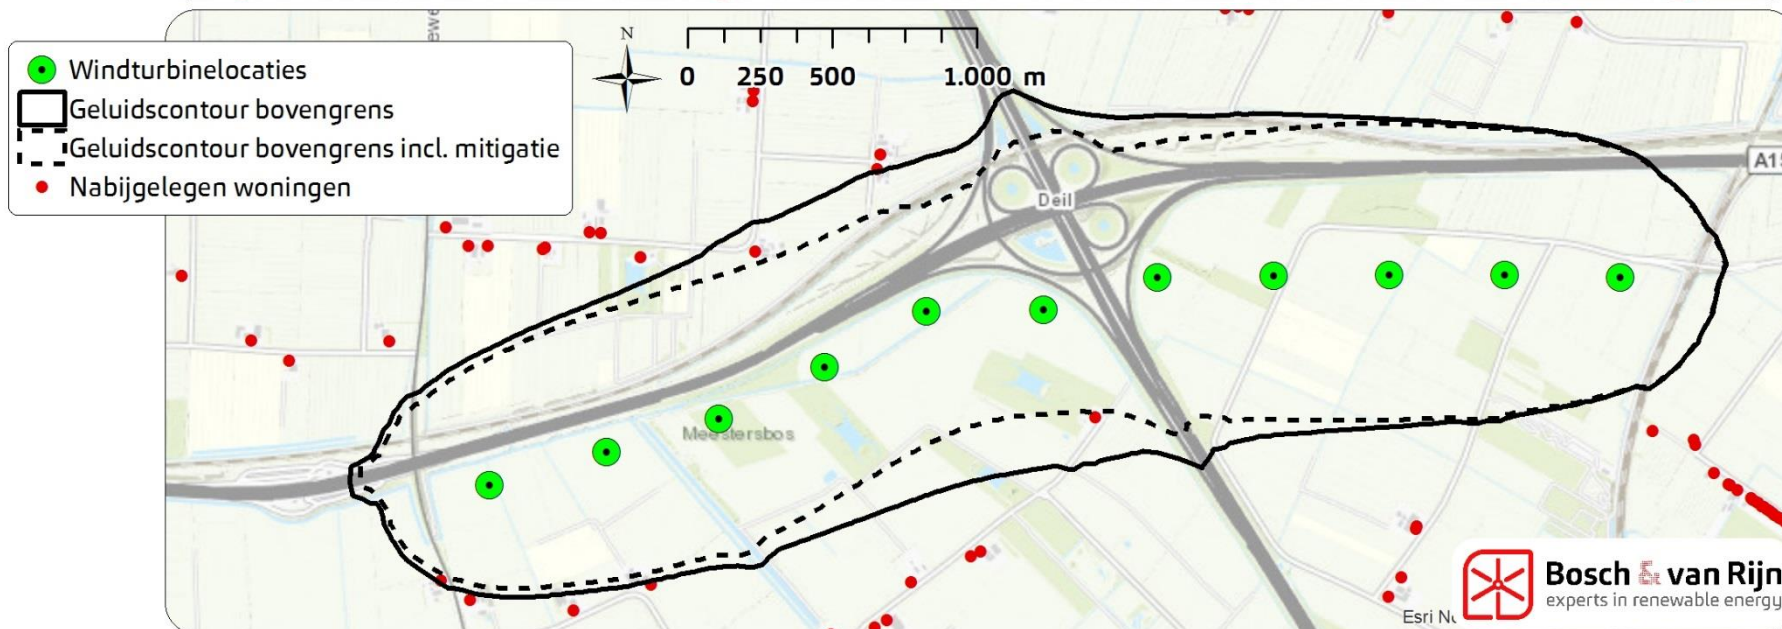 Windturbinelocaties
Geluidscontour bovengrens
Geluidscontour bovengrens incl. mitigatie
Nabijgelegen woningen
N
0 250 500 1.000 m
A15
Deil
Meestersbos
Bosch & van Rijn
experts in renewable energy
Esri